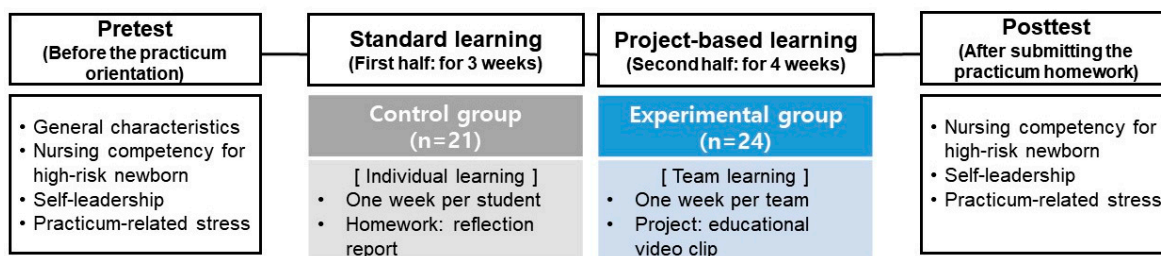 Pretest
(Before the practicum
orientation)
• General characteristics
• Nursing competency for
high-risk newborn
• Self-leadership
• Practicum-related stress
Standard learning
(First half: for 3 weeks)
Control group
(n=21)
[ Individual learning ]
• One week per student
• Homework: reflection
report
Project-based learning
(Second half: for 4 weeks)
Experimental group
(n=24)
[ Team learning ]
• One week per team
• Project: educational
video clip
Posttest
(After submitting the
practicum homework)
• Nursing competency for
high-risk newborn
• Self-leadership
• Practicum-related stress